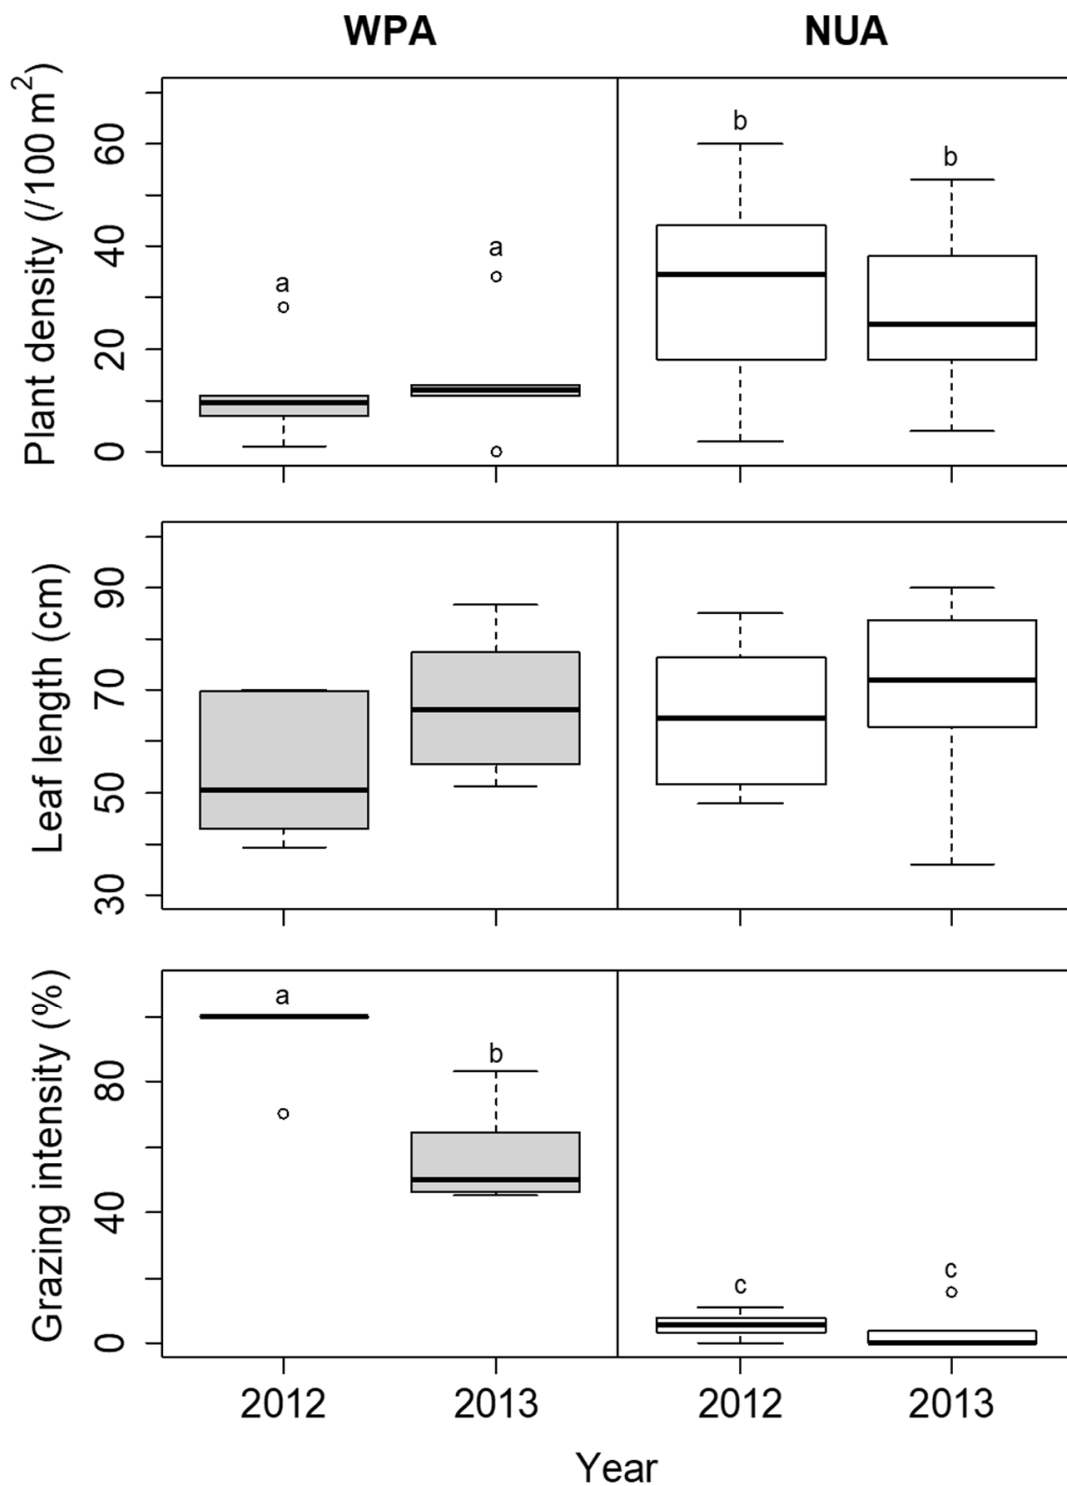 WPA NUA
Plant density (/100 m²)
60
40
20
0
a
a
b
b
Leaf length (cm)
90
70
50
30
Grazing intensity (%)
80
40
0
a
b
c
c
2012 2013 2012 2013
Year